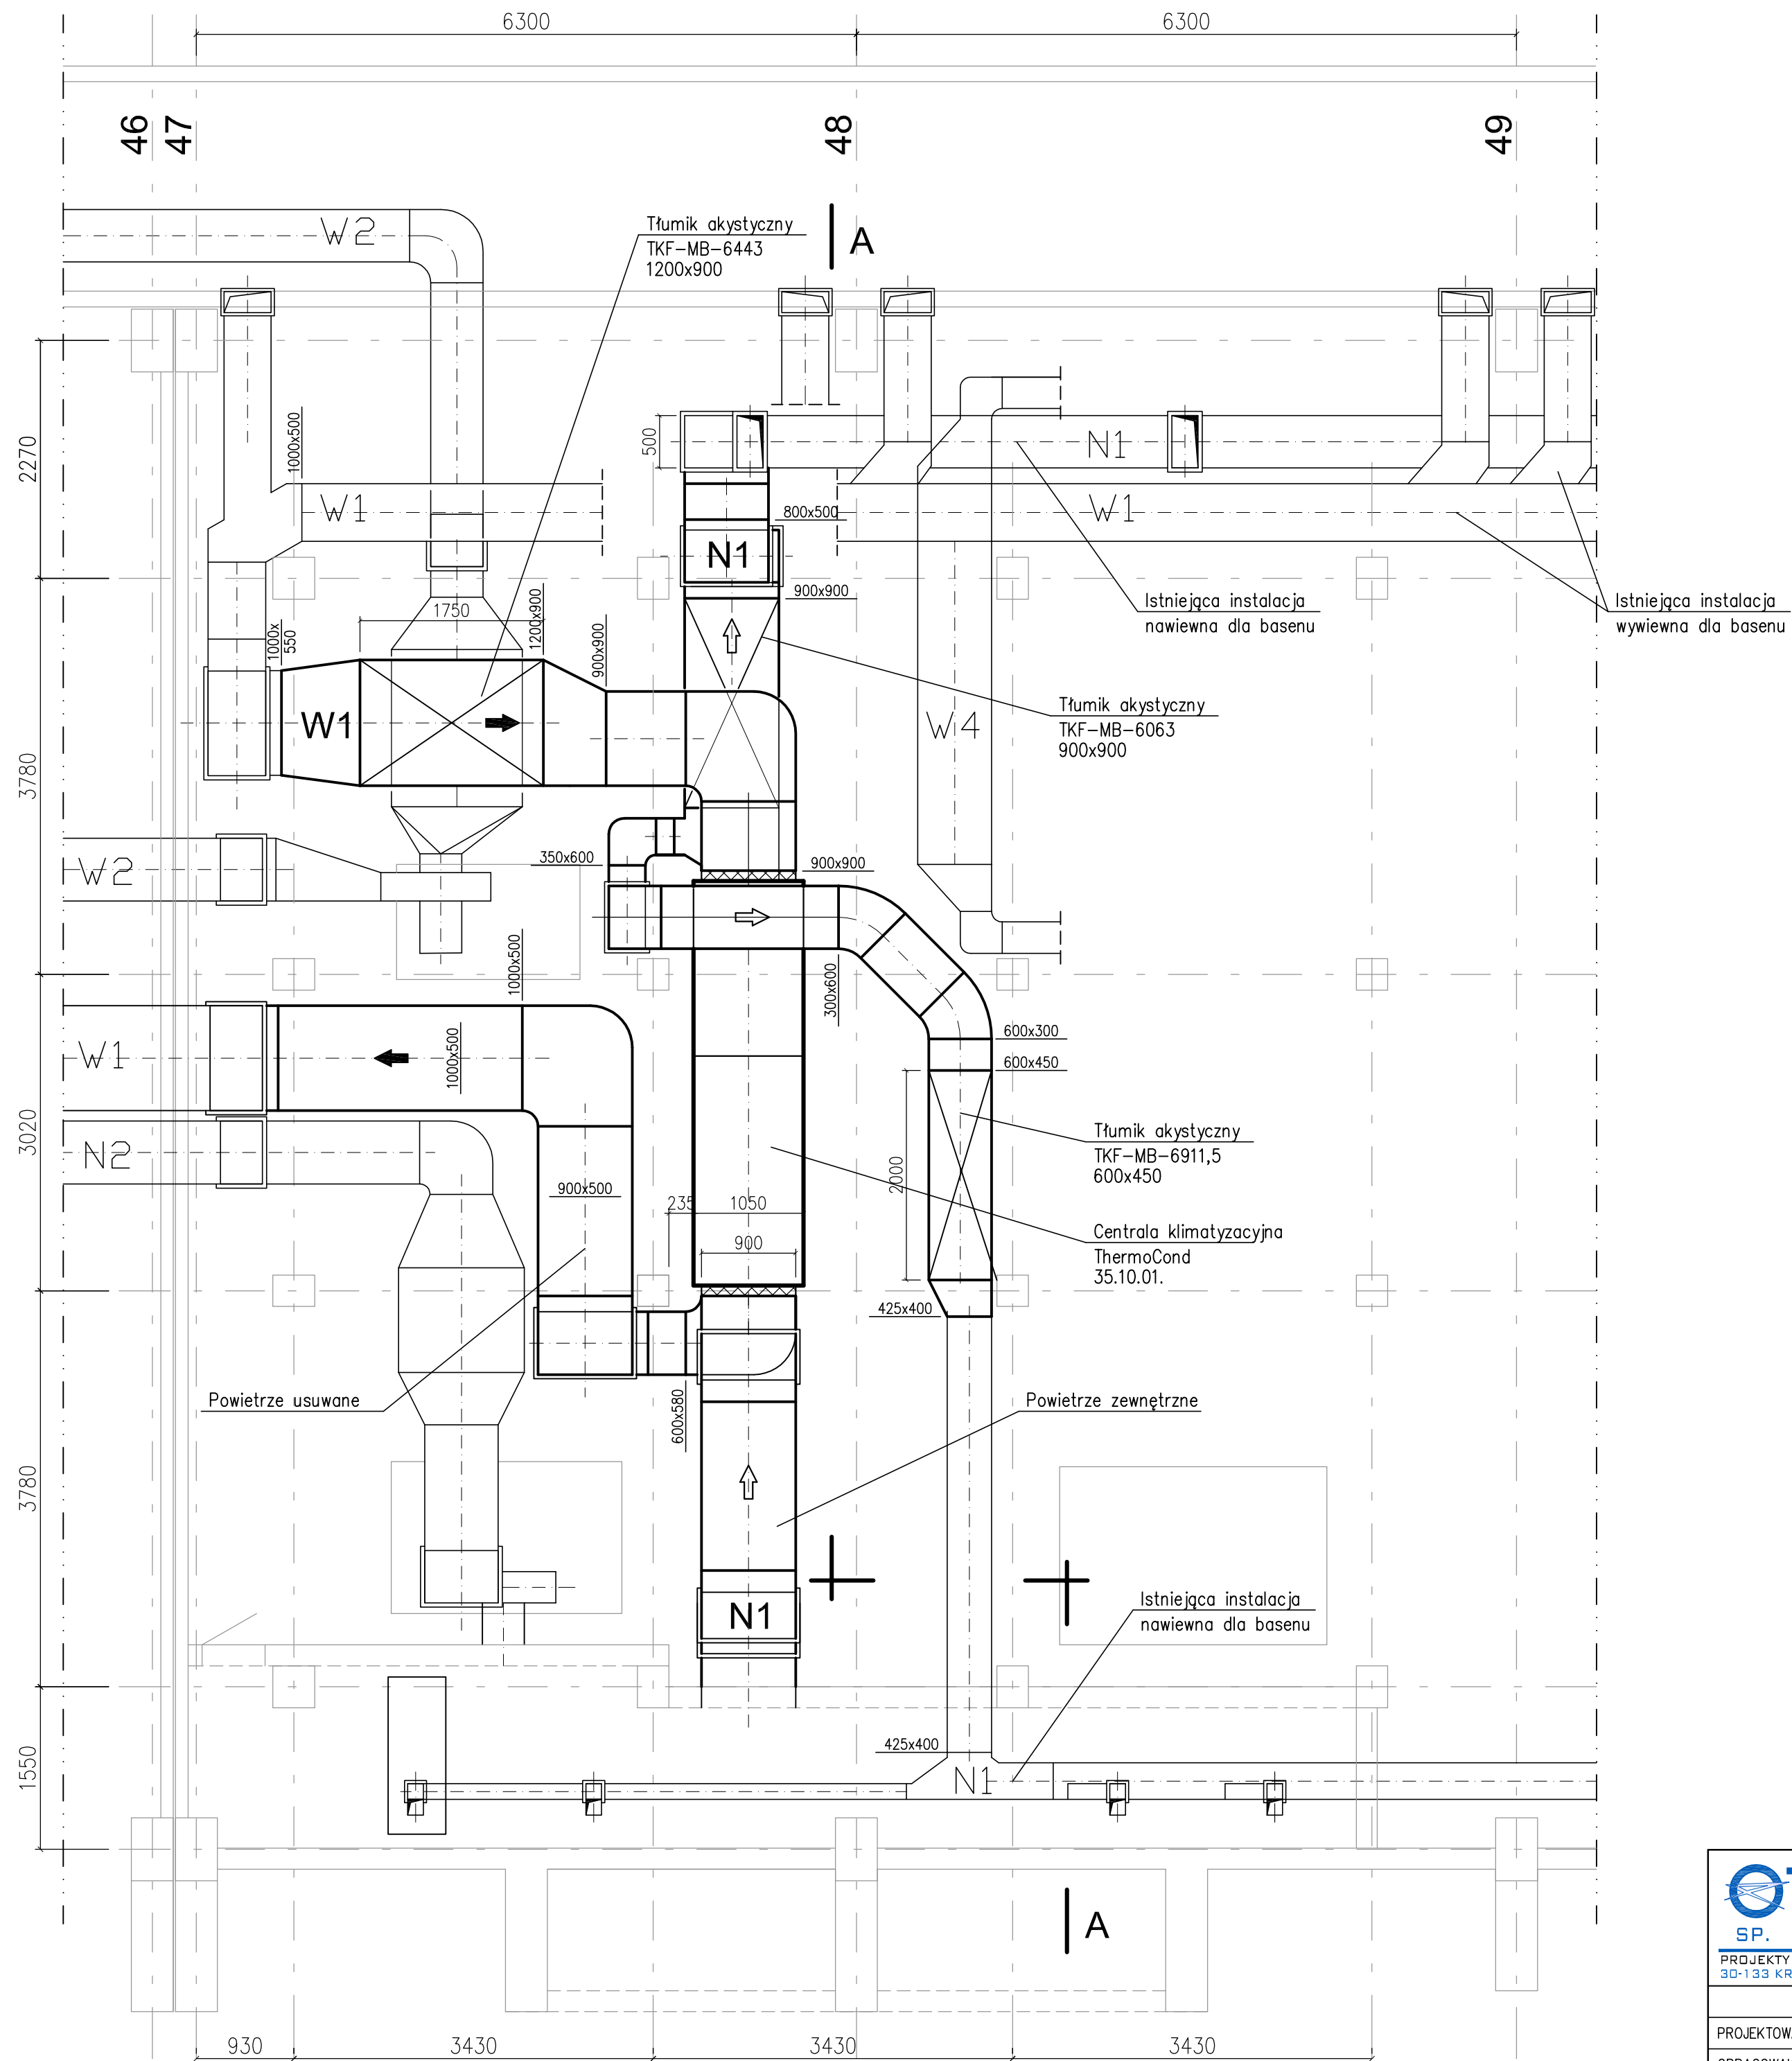 6300
6300
46
47
48
49
W2
Tłumik akystyczny
TKF-MB-6443
1200x900
A
2270
1000x500
500
N1
W1
800x500
W1
N1
900x900
Istniejąca instalacja
nawiewna dla basenu
Istniejąca instalacja
wywiewna dla basenu
1750
1200x900
1000x
550
900x900
Tłumik akystyczny
TKF-MB-6063
900x900
W1
W4
3780
350x600
900x900
W2
1000x500
300x600
600x300
W1
1000x500
600x450
3020
N2
Tłumik akystyczny
TKF-MB-6911,5
600x450
2000
900x500
235
1050
900
Centrala klimatyzacyjna
ThermoCond
35.10.01.
425x400
Powietrze usuwane
600x580
Powietrze zewnętrzne
3780
N1
Istniejąca instalacja
nawiewna dla basenu
1550
425x400
N1
A
SP.
PROJEKTY
30-133 KR
PROJEKTOW
930
3430
3430
3430